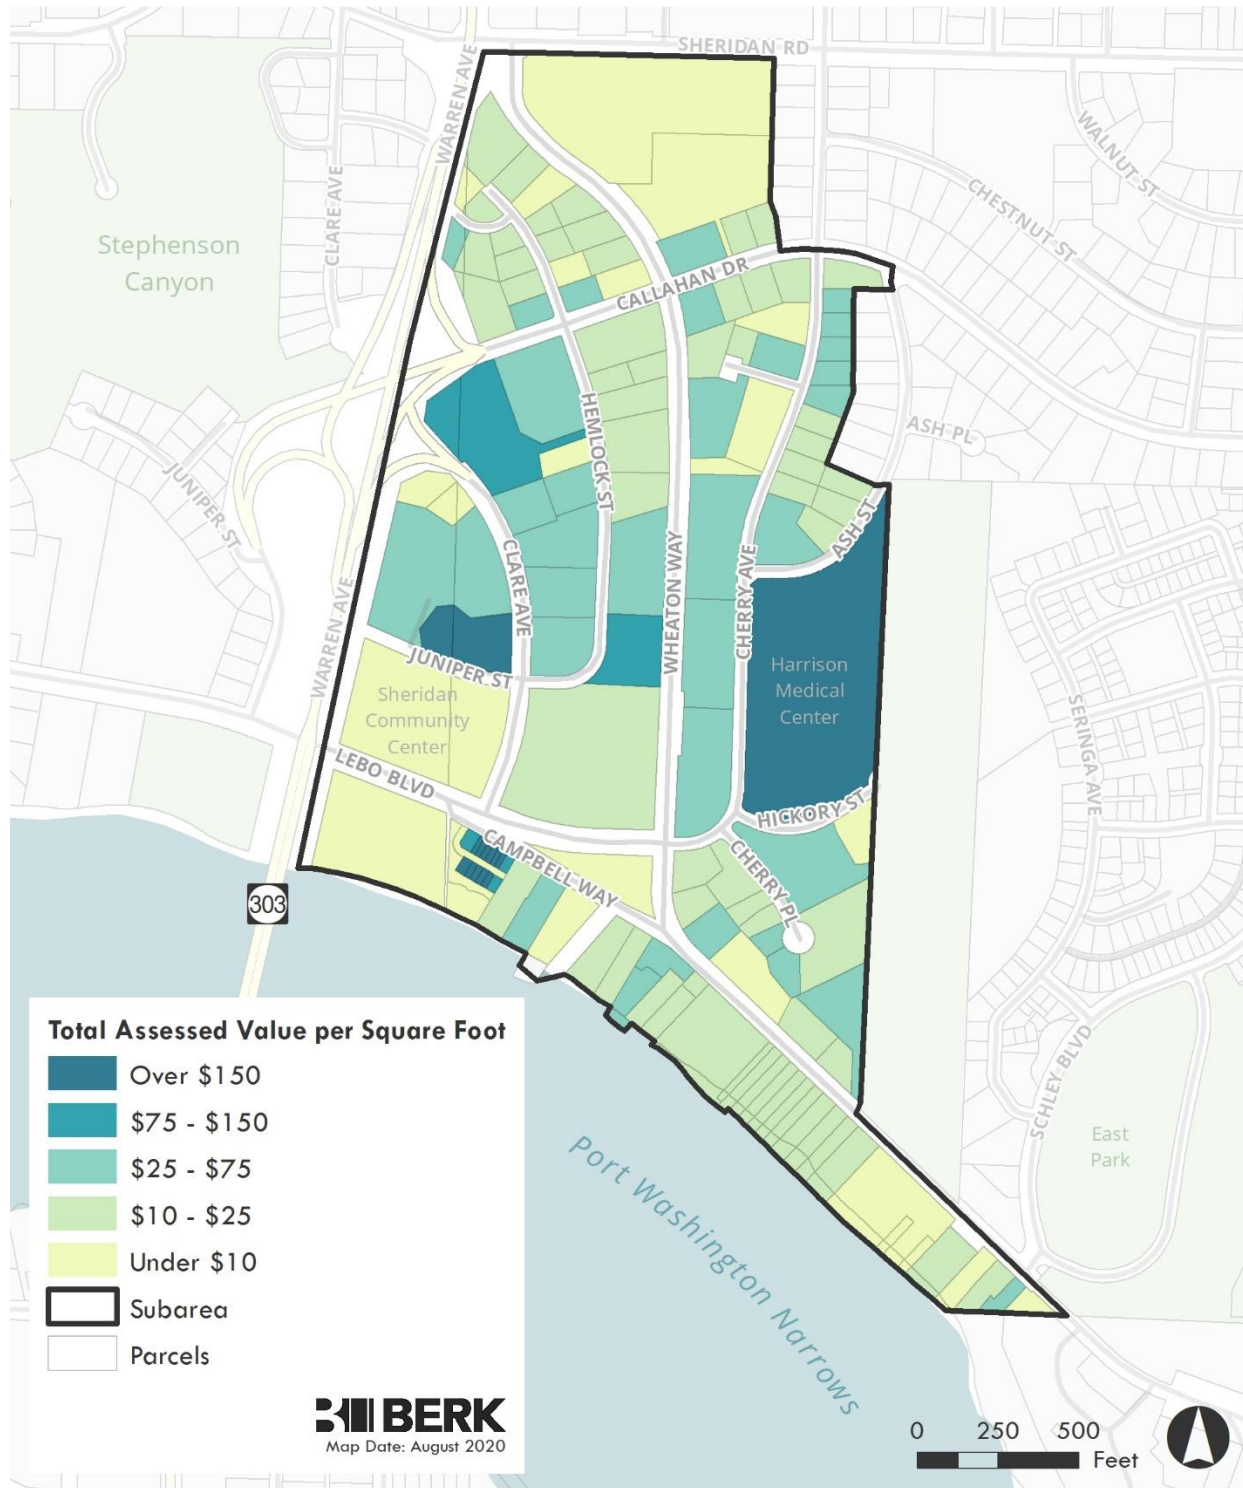 SHERIDAN RD
WARREN AVE
WALNUT ST
CLARE AVE
CHESTNUT ST
Stephenson
Canyon
CALLAHAN DR
HEMLOCK ST
ASH PL
JUNIPER ST
ASH ST
CLARE AVE
WHEATON WAY
CHERRY AVE
WARREN AVE
JUNIPER ST
Harrison
Medical
Center
Sheridan
Community
Center
SERINGA AVE
LEBO BLVD
HICKORY ST
CAMPBELL WAY
CHERRY PL
303
SCHLEY BLVD
East
Park
Port Washington Narrows
Total Assessed Value per Square Foot
Over $150
$75 - $150
$25 - $75
$10 - $25
Under $10
Subarea
Parcels
BERK
Map Date: August 2020
0 250 500
Feet